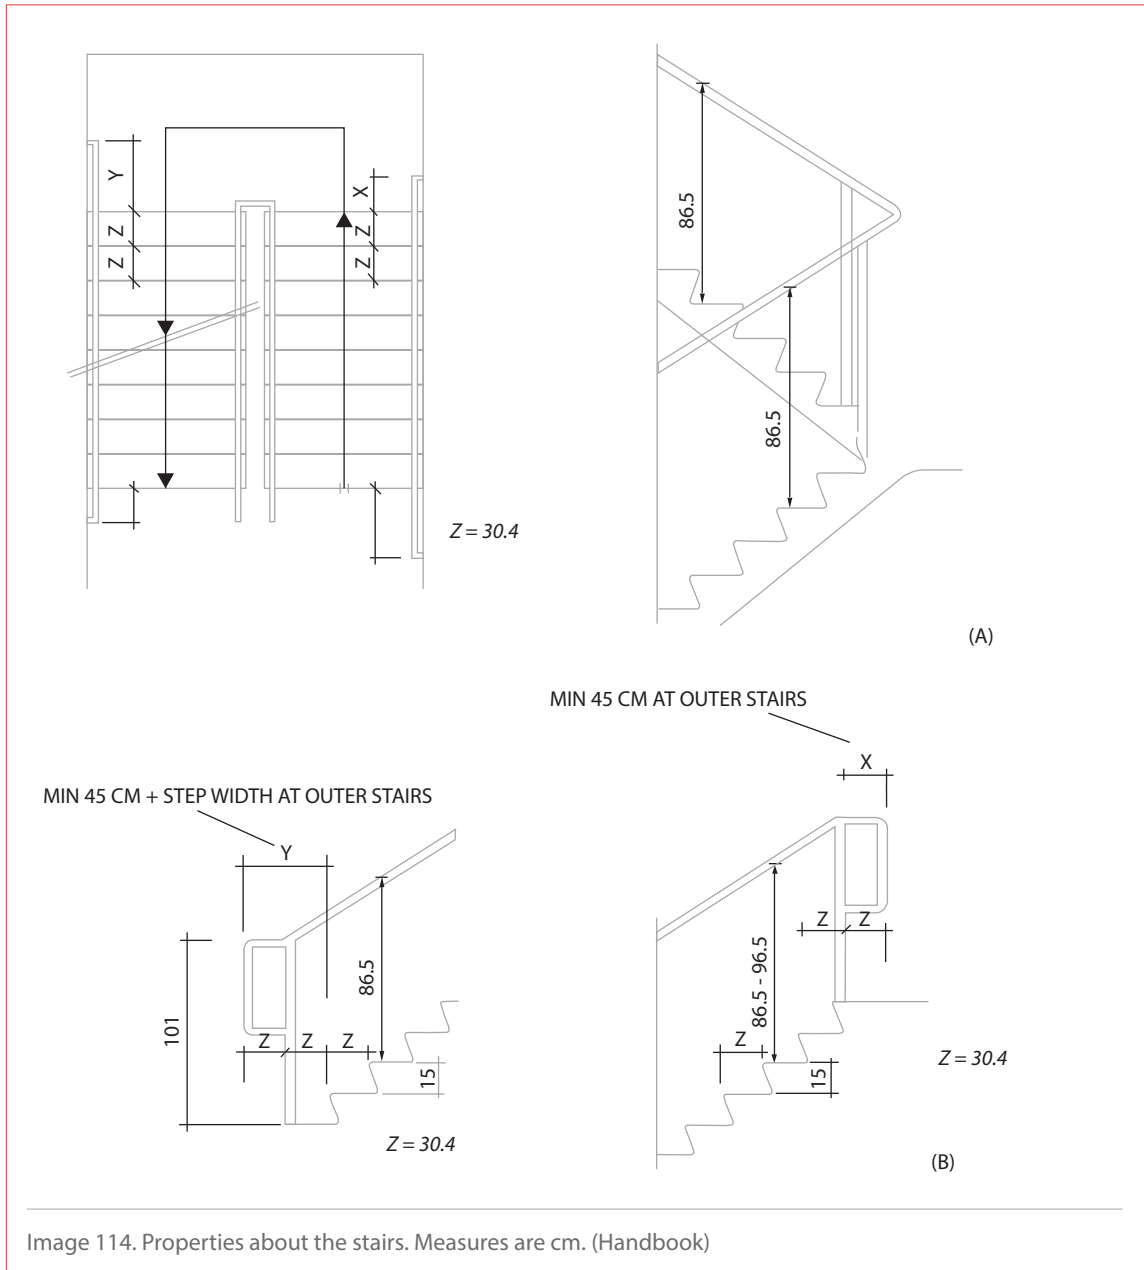 Y
Z
Z
X
Z
Z
Z = 30.4
86.5
86.5
(A)
MIN 45 CM AT OUTER STAIRS
X
MIN 45 CM + STEP WIDTH AT OUTER STAIRS
Y
86.5
101
Z Z Z
15
Z = 30.4
Z Z
86.5 - 96.5
Z
15
Z = 30.4
(B)
Image 114. Properties about the stairs. Measures are cm. (Handbook)